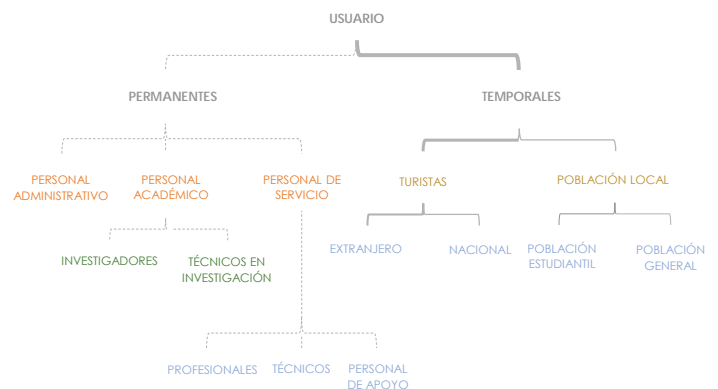 USUARIO
PERMANENTES
TEMPORALES
PERSONAL
ADMINISTRATIVO
PERSONAL
ACADÉMICO
PERSONAL DE
SERVICIO
TURISTAS
POBLACIÓN LOCAL
INVESTIGADORES
TÉCNICOS EN
INVESTIGACIÓN
EXTRANJERO
NACIONAL
POBLACIÓN
ESTUDIANTIL
POBLACIÓN
GENERAL
PROFESIONALES
TÉCNICOS
PERSONAL
DE APOYO